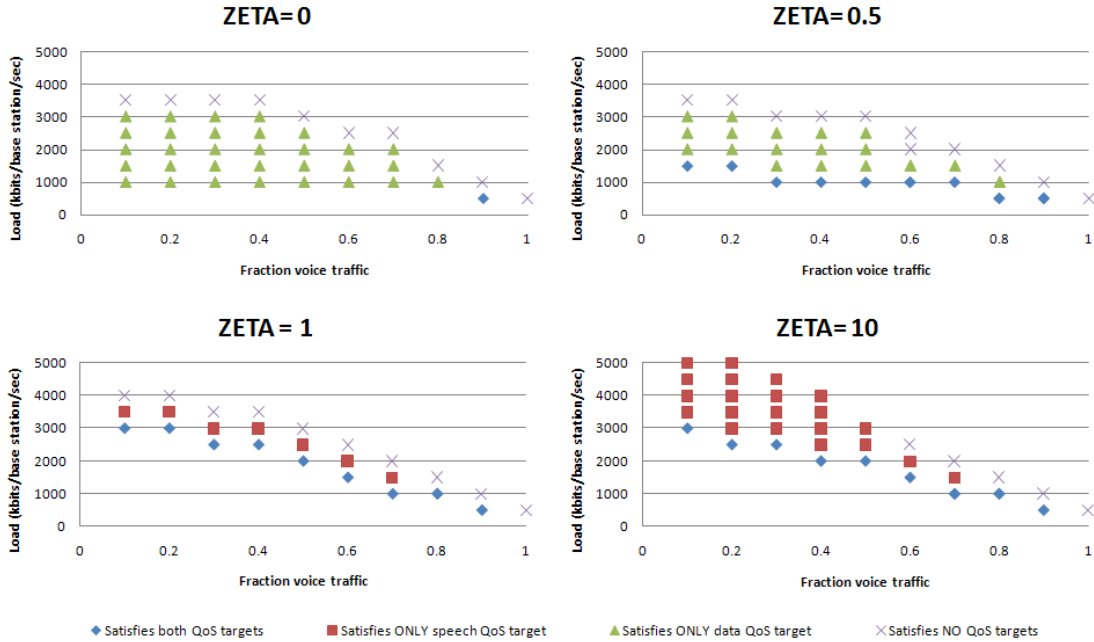 ZETA= 0
Load (kbits/base station/sec)
5000
4000
3000
2000
1000
0
0 0.2 0.4 0.6 0.8 1
Fraction voice traffic
ZETA= 0.5
Load (kbits/base station/sec)
5000
4000
3000
2000
1000
0
0 0.2 0.4 0.6 0.8 1
Fraction voice traffic
ZETA = 1
Load (kbits/base station/sec)
5000
4000
3000
2000
1000
0
0 0.2 0.4 0.6 0.8 1
Fraction voice traffic
ZETA= 10
Load (kbits/base station/sec)
5000
4000
3000
2000
1000
0
0 0.2 0.4 0.6 0.8 1
Fraction voice traffic
Satisfies both QoS targets
Satisfies ONLY speech QoS target
Satisfies ONLY data QoS target
Satisfies NO QoS targets